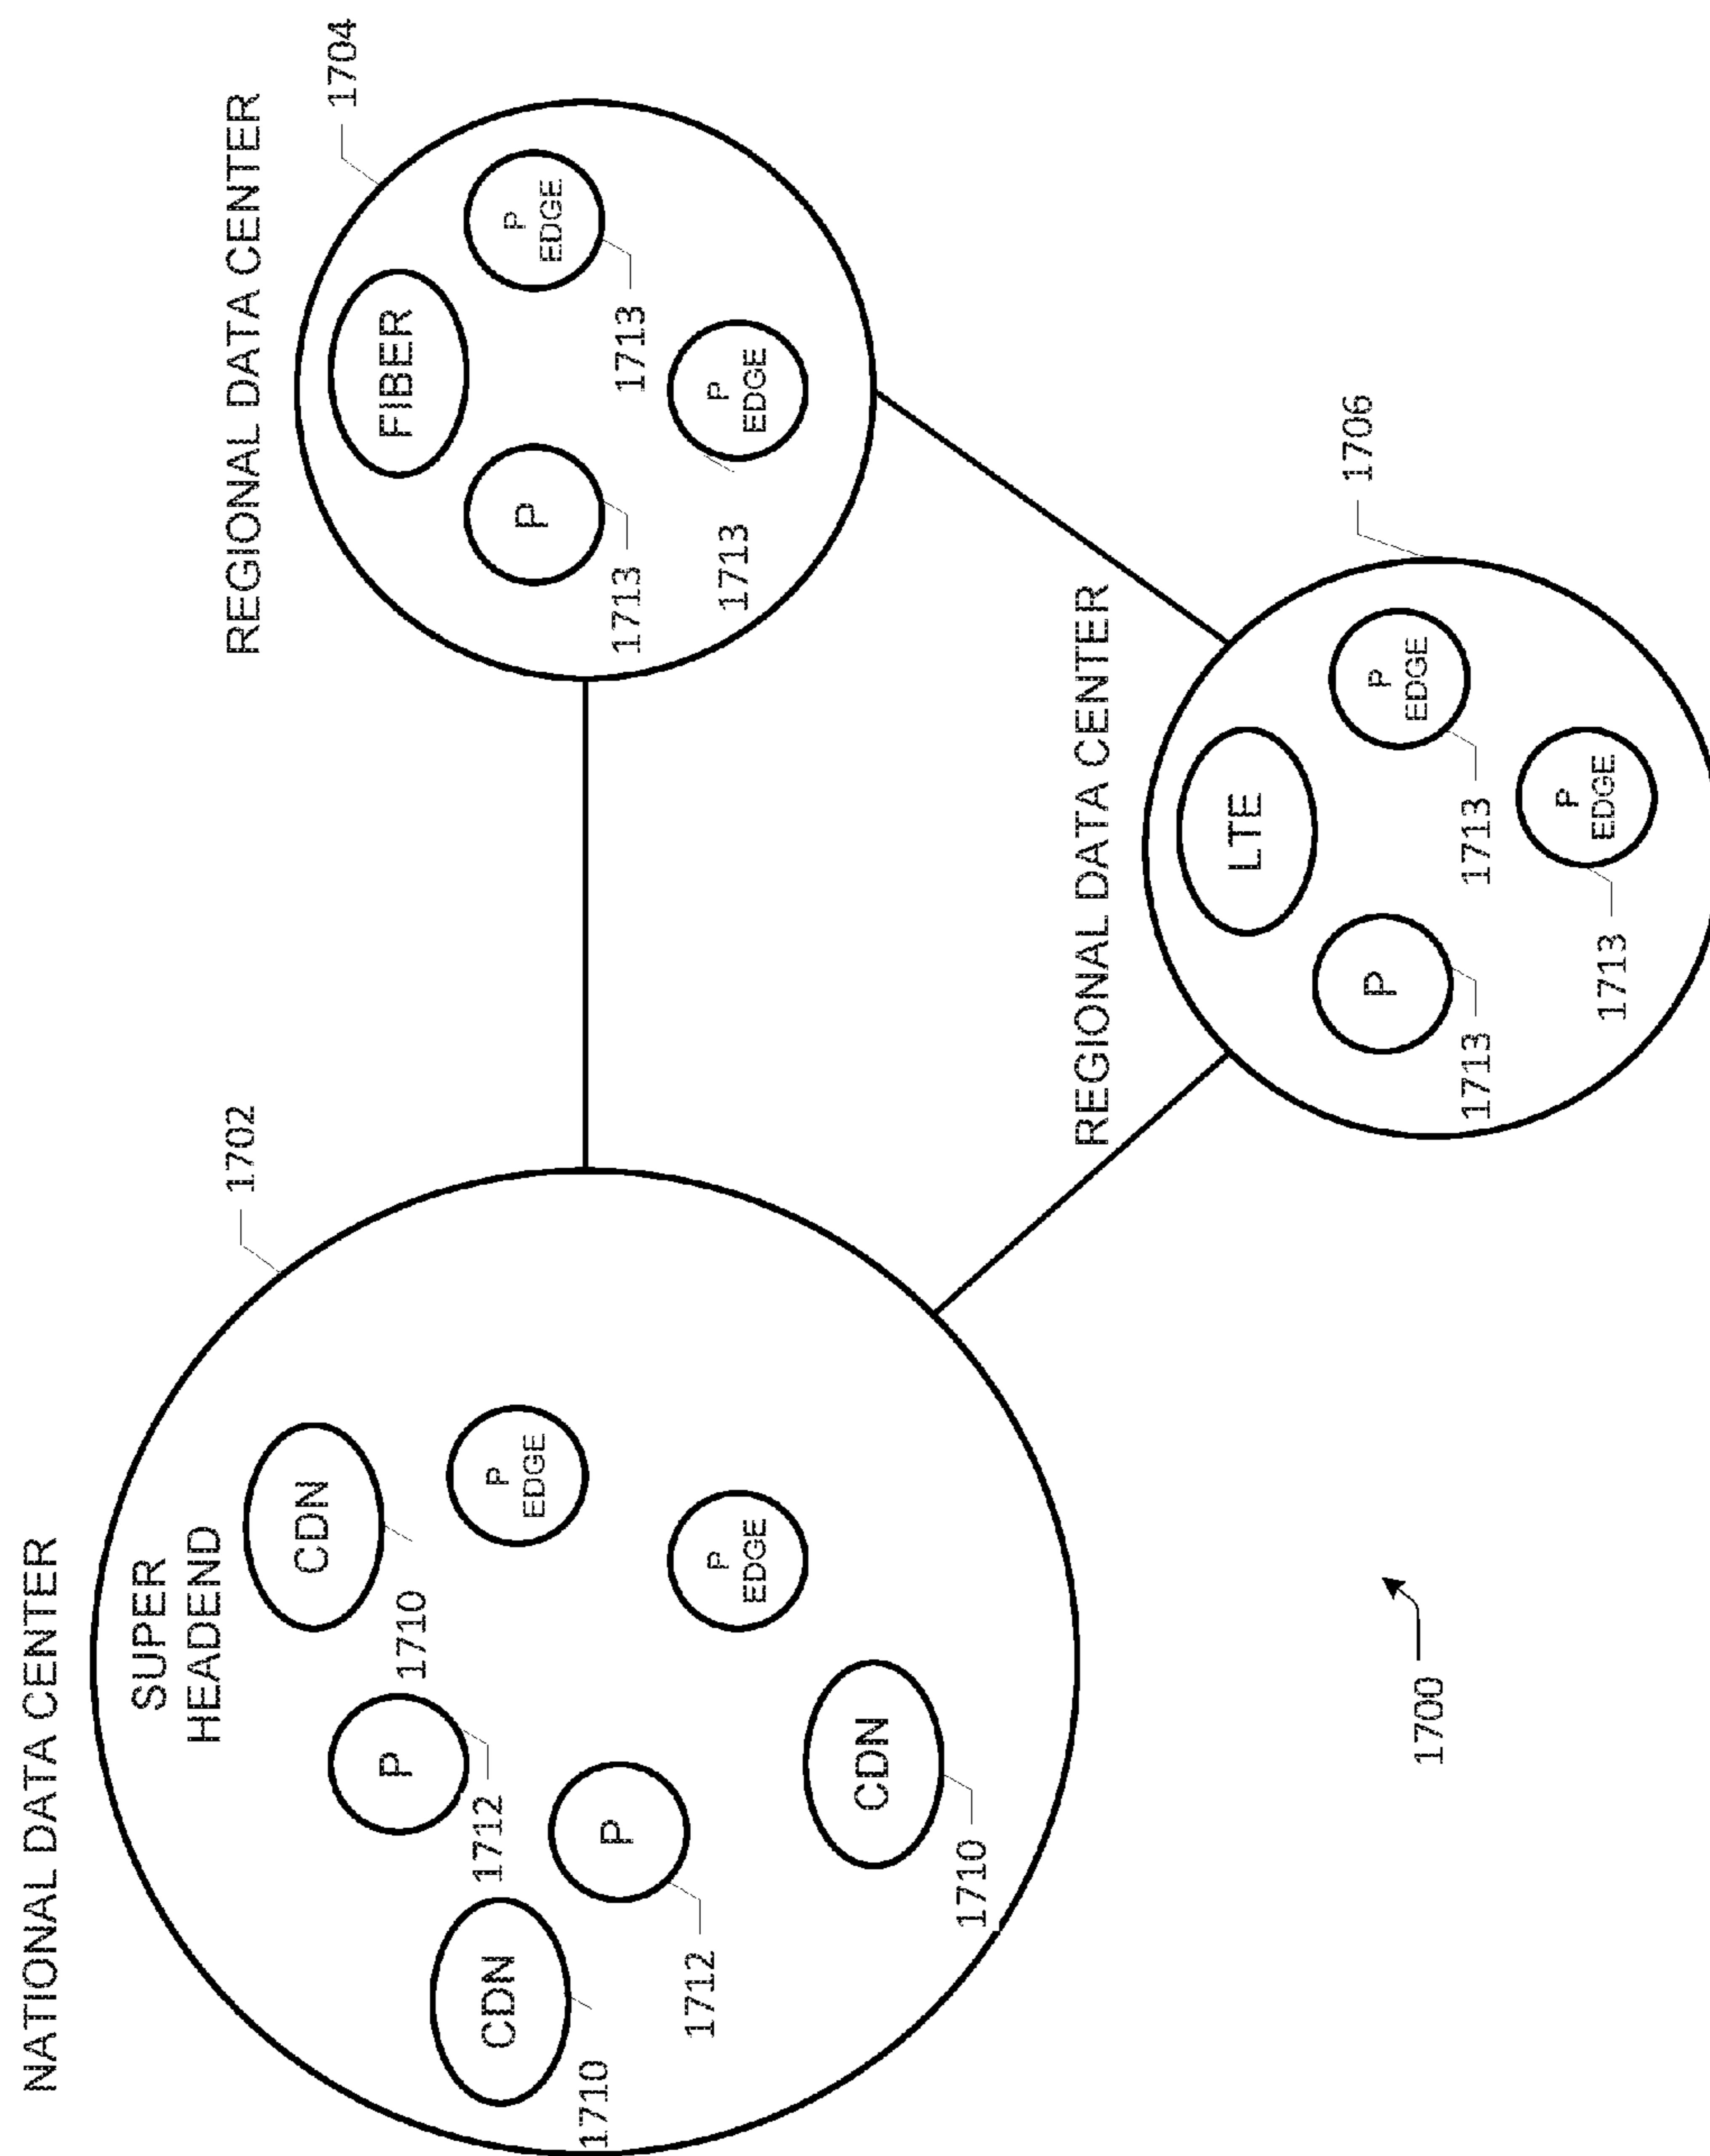 NATIONAL DATA CENTER
1702
SUPER
HEADEND
CDN
1710
P
1712
P
EDGE
CDN
1710
P
1712
P
EDGE
CDN
1710
REGIONAL DATA CENTER
1704
FIBER
P
1713
P
EDGE
1713
P
EDGE
1713
REGIONAL DATA CENTER
1706
LTE
P
1713
P
EDGE
1713
P
EDGE
1713
1700